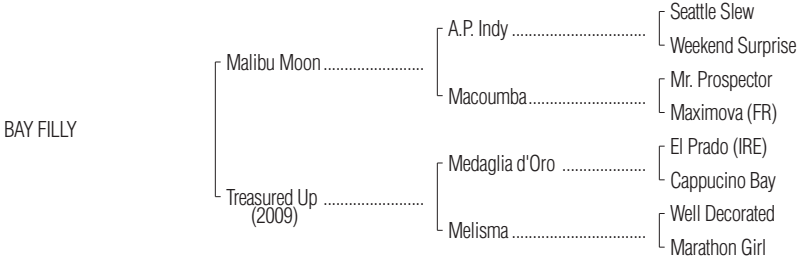 Seattle Slew
A.P. Indy ..............................
Weekend Surprise
Malibu Moon .......................
Mr. Prospector
Macoumba...........................
Maximova (FR)
BAY FILLY
El Prado (IRE)
Medaglia d'Oro ...................
Cappucino Bay
Treasured Up .......................
(2009)
Well Decorated
Melisma ..............................
Marathon Girl